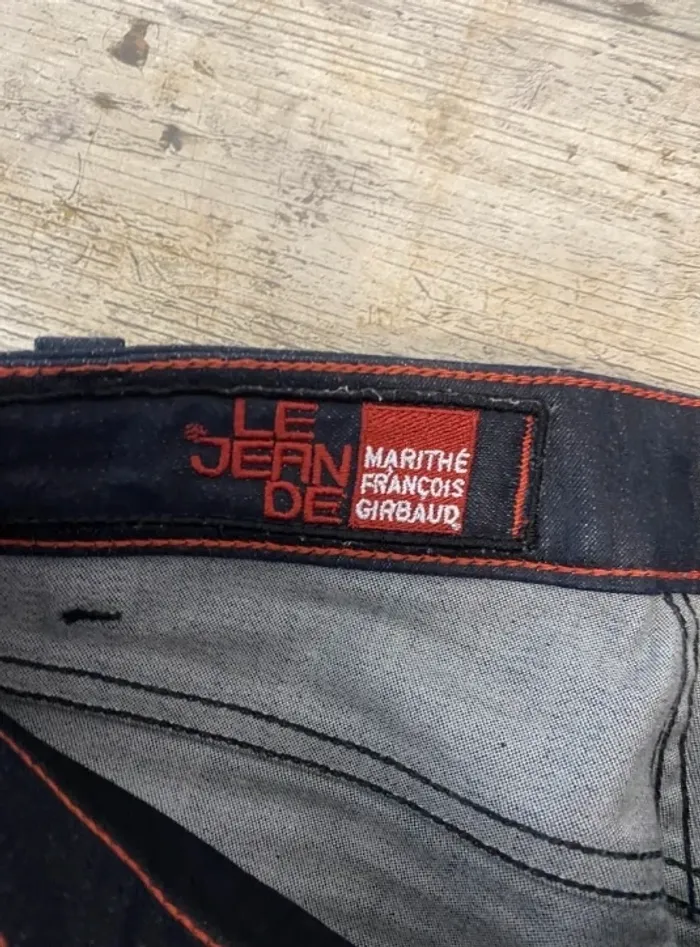 LE
JEAN
DE
MARITHÉ
FRANÇOIS
GIRBAUD